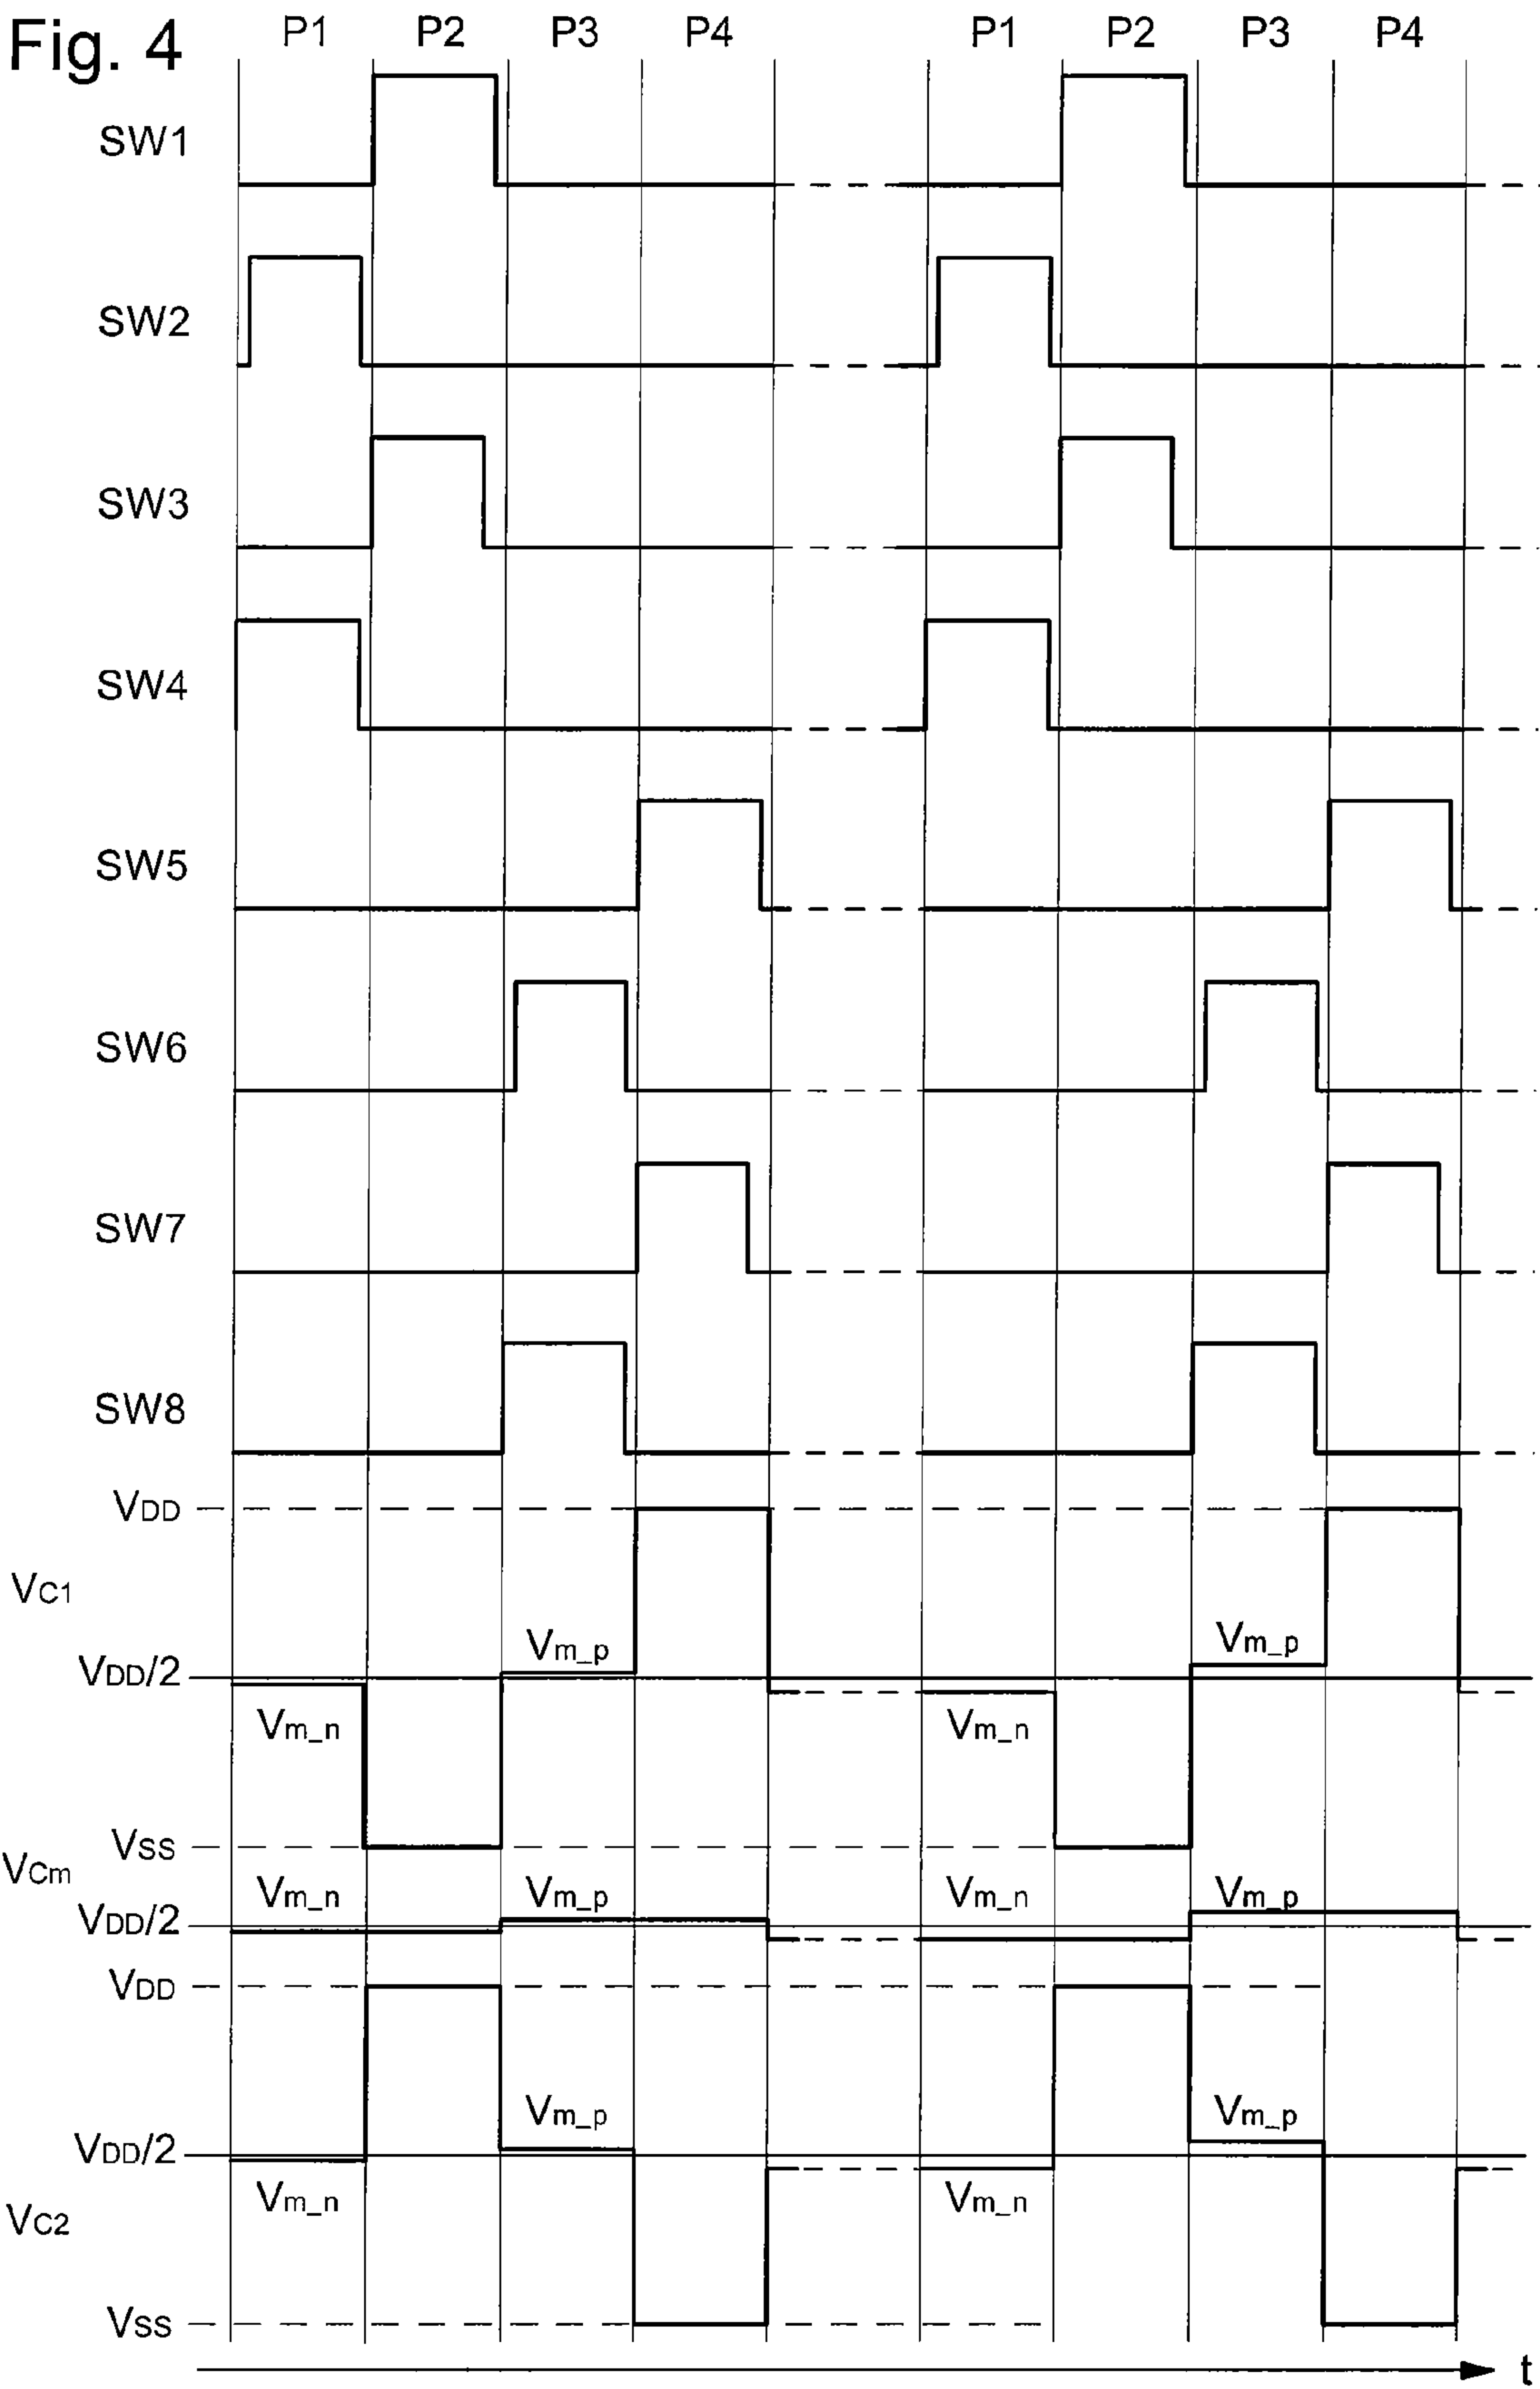 Fig. 4
P1 P2 P3 P4 P1 P2 P3 P4
SW1
SW2
SW3
SW4
SW5
SW6
SW7
SW8
VDD
VC1
Vm_p Vm_p
VDD/2
Vm_n Vm_n
VSS
VCm
Vm_n Vm_p Vm_n Vm_p
VDD/2
VDD
Vm_p Vm_p
VDD/2
Vm_n Vm_n
VC2
VSS
t